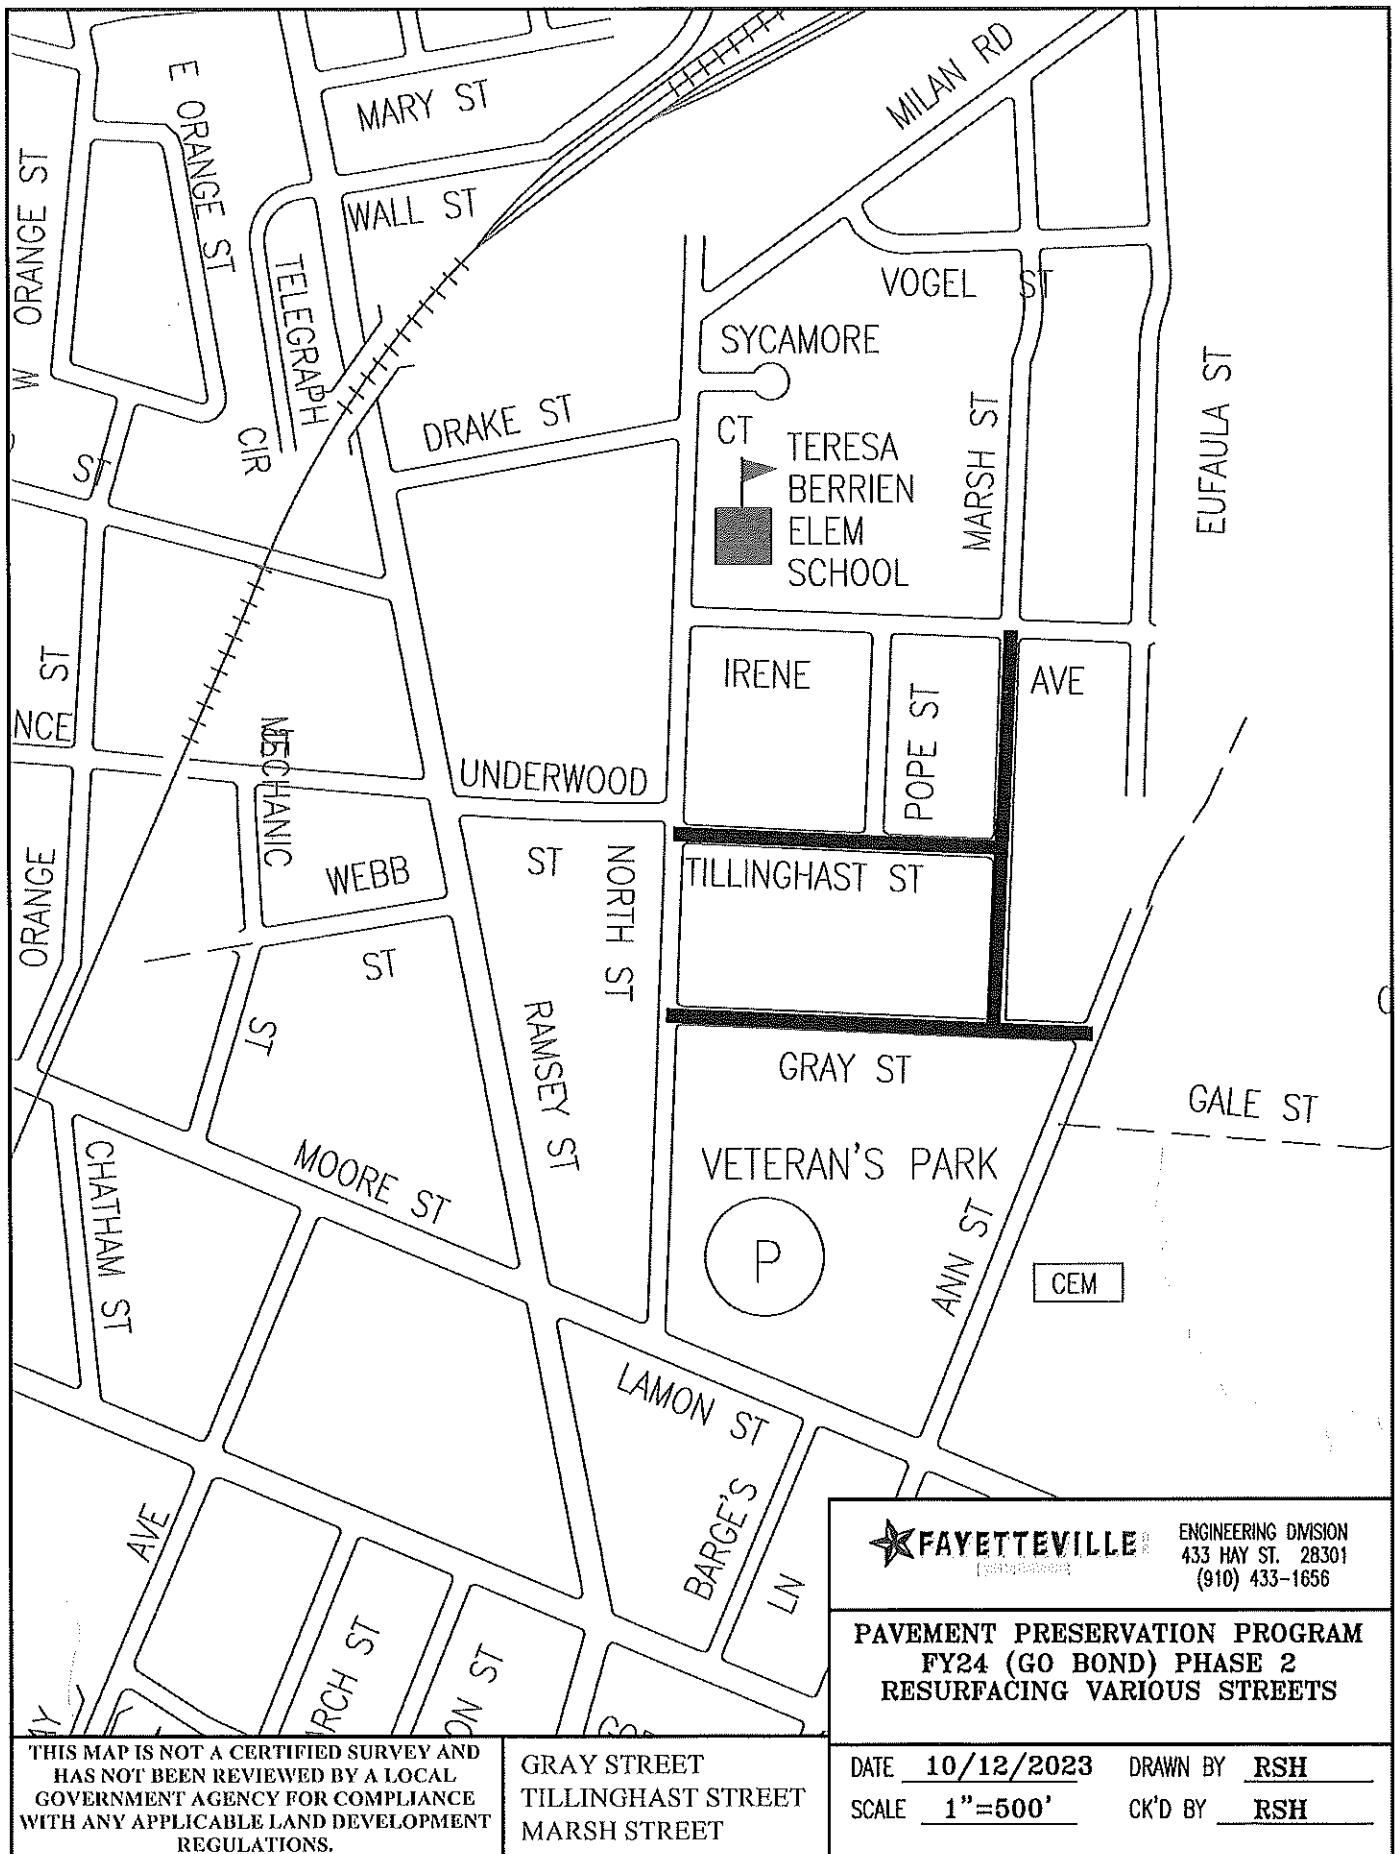 MARY ST
MILAN RD
E ORANGE ST
W ORANGE ST
WALL ST
TELEGRAPH
CIR
VOGEL ST
SYCAMORE
CT
DRAKE ST
TERESA
BERRIEN
ELEM
SCHOOL
MARSH ST
EUFAULA ST
ST
ST
NCE
IRENE
AVE
POPE ST
MECHANIC
UNDERWOOD
ST
WEBB
ST
NORTH ST
TILLINGHAST ST
ORANGE
ST
RAMSEY ST
GRAY ST
GALE ST
VETERAN'S PARK
P
MOORE ST
CHATHAM ST
ANN ST
CEM
LAMON ST
BARGE'S
LN
AVE
ARCH ST
ON ST
AY
FAYETTEVILLE
ENGINEERING DIVISION
433 HAY ST. 28301
(910) 433-1656
PAVEMENT PRESERVATION PROGRAM
FY24 (GO BOND) PHASE 2
RESURFACING VARIOUS STREETS
THIS MAP IS NOT A CERTIFIED SURVEY AND
HAS NOT BEEN REVIEWED BY A LOCAL
GOVERNMENT AGENCY FOR COMPLIANCE
WITH ANY APPLICABLE LAND DEVELOPMENT
REGULATIONS.
GRAY STREET
TILLINGHAST STREET
MARSH STREET
DATE 10/12/2023 DRAWN BY RSH
SCALE 1"=500' CK'D BY RSH